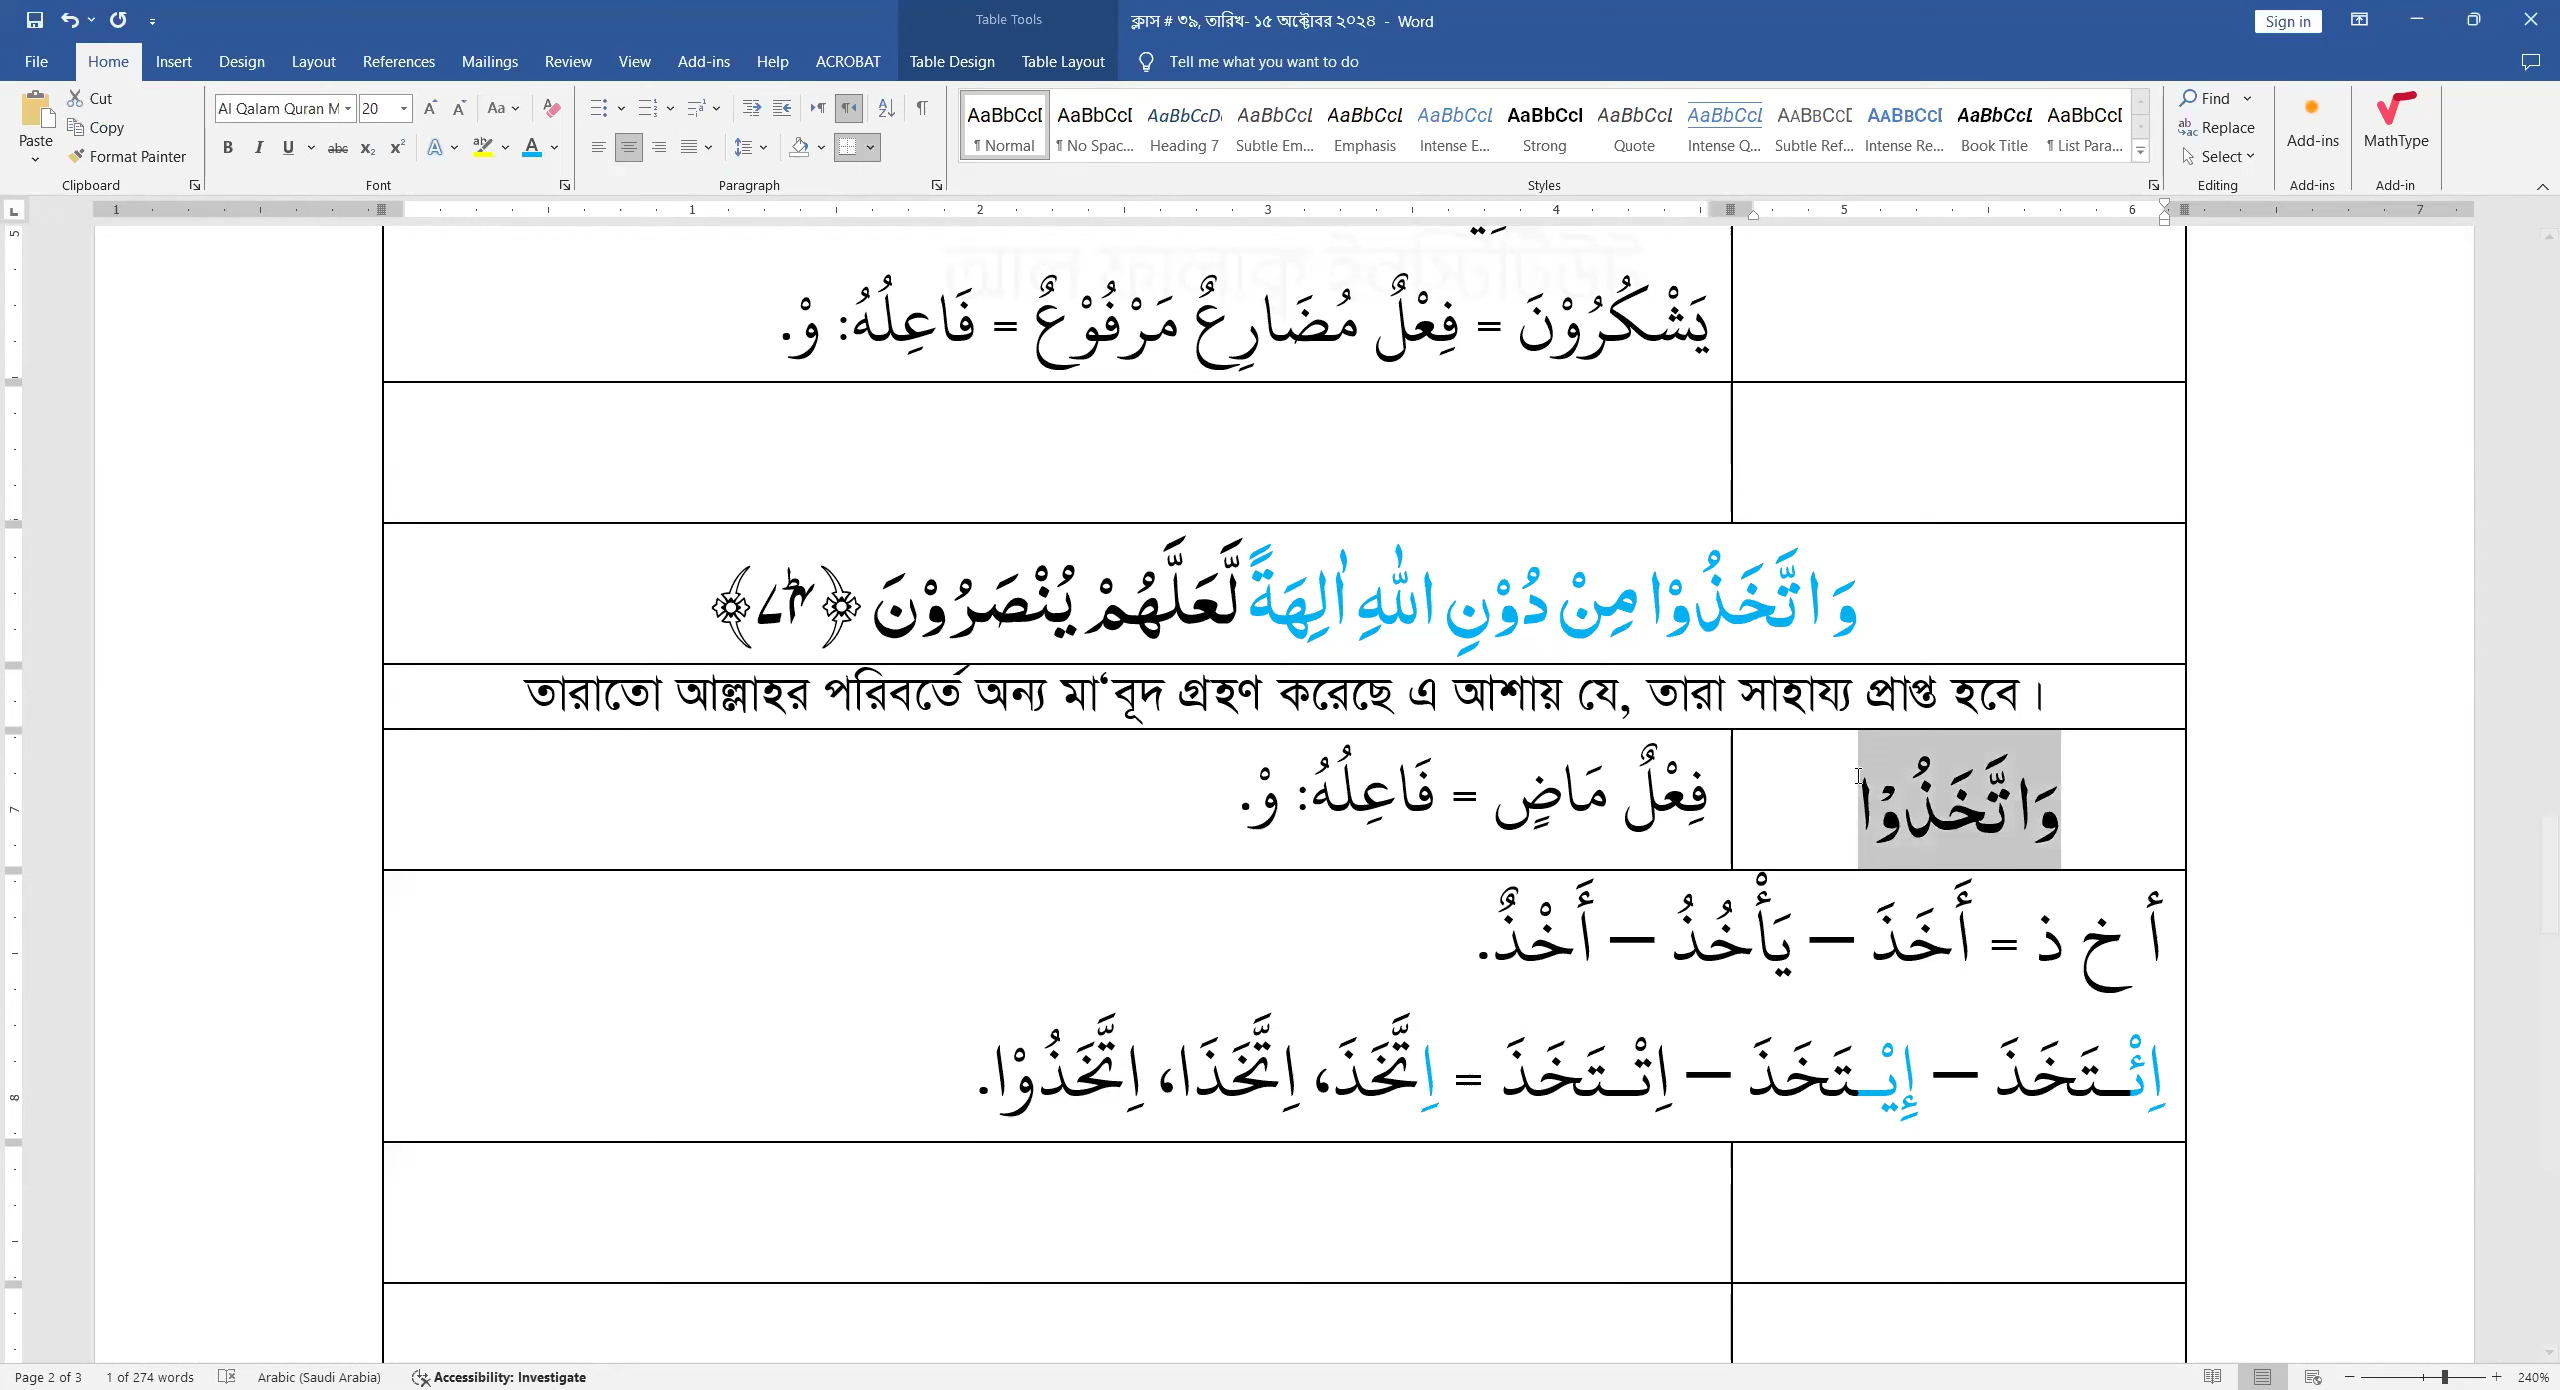 Table Tools
ক্লাস # ৩৯, তারিখ- ১৫ অক্টোবর ২০২৪ - Word
Sign in
File Home Insert Design Layout References Mailings Review View Add-ins Help ACROBAT Table Design Table Layout Tell me what you want to do
Paste Cut Copy Format Painter
Al Qalam Quran M 20
¶ Normal ¶ No Spac... Heading 7 Subtle Em... Emphasis Intense E... Strong Quote Intense Q... Subtle Ref... Intense Re... Book Title ¶ List Para...
Find Replace Select Add-ins MathType
Clipboard Font Paragraph Styles Editing Add-ins Add-in
يَشْكُرُوْنَ = فِعْلٌ مُضَارِعٌ مَرْفُوْعٌ = فَاعِلُهُ: وْ.
وَاتَّخَذُوْا مِنْ دُوْنِ اللّٰهِ اٰلِهَةً لَّعَلَّهُمْ يُنْصَرُوْنَ
তারাতো আল্লাহর পরিবর্তে অন্য মা‘বূদ গ্রহণ করেছে এ আশায় যে, তারা সাহায্য প্রাপ্ত হবে।
وَاتَّخَذُوْا
فِعْلٌ مَاضٍ = فَاعِلُهُ: وْ.
أ خ ذ = أَخَذَ – يَأْخُذُ – أَخْذٌ.
اِئْـتَخَذَ – إِيْـتَخَذَ – اِتْـتَخَذَ = اِتَّخَذَ، اِتَّخَذَا، اِتَّخَذُوْا.
Page 2 of 3 1 of 274 words Arabic (Saudi Arabia) Accessibility: Investigate 240%